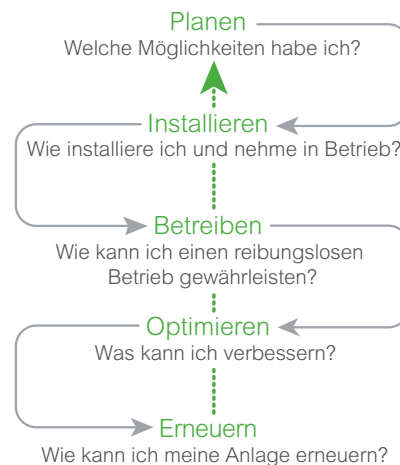 Planen
Welche Möglichkeiten habe ich?
Installieren
Wie installiere ich und nehme in Betrieb?
Betreiben
Wie kann ich einen reibungslosen
Betrieb gewährleisten?
Optimieren
Was kann ich verbessern?
Erneuern
Wie kann ich meine Anlage erneuern?